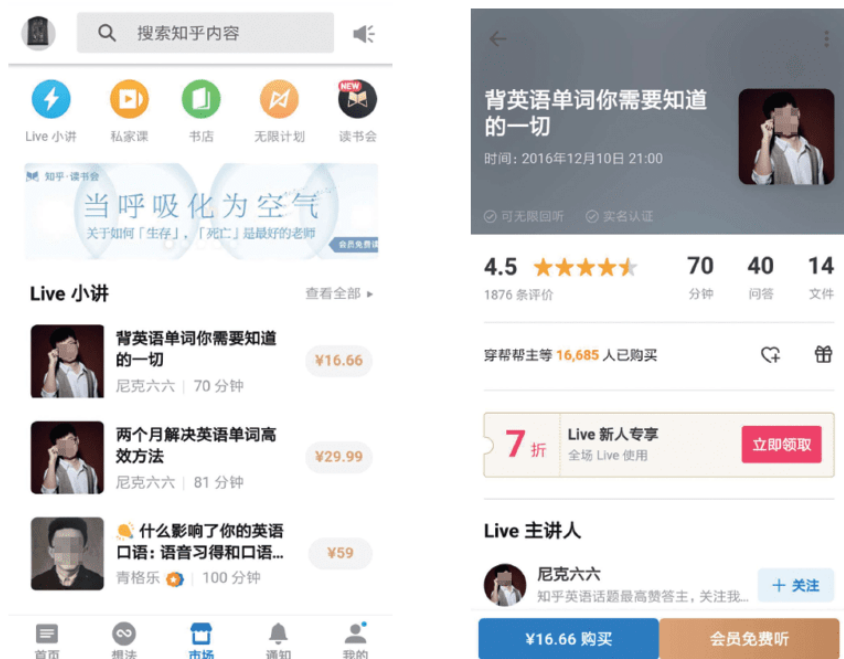 搜索知乎内容
Live 小讲
私家课
书店
无限计划
NEW
读书会
知乎·读书会
当呼吸化为空气
关于如何「生存」,「死亡」是最好的老师
会员免费读
Live 小讲
查看全部
背英语单词你需要知道
的一切
尼克六六 | 70 分钟
¥16.66
两个月解决英语单词高
效方法
尼克六六 | 81 分钟
¥29.99
什么影响了你的英语
口语:语音习得和口语...
青格乐 | 100 分钟
¥59
首页
想法
市场
通知
我的
背英语单词你需要知道
的一切
时间:2016年12月10日 21:00
可无限回听
实名认证
4.5
1876 条评价
70
分钟
40
问答
14
文件
穿帮帮主等 16,685 人已购买
7折
Live 新人专享
全场 Live 使用
立即领取
Live 主讲人
尼克六六
知乎英语话题最高赞答主,关注我...
+ 关注
¥16.66 购买
会员免费听